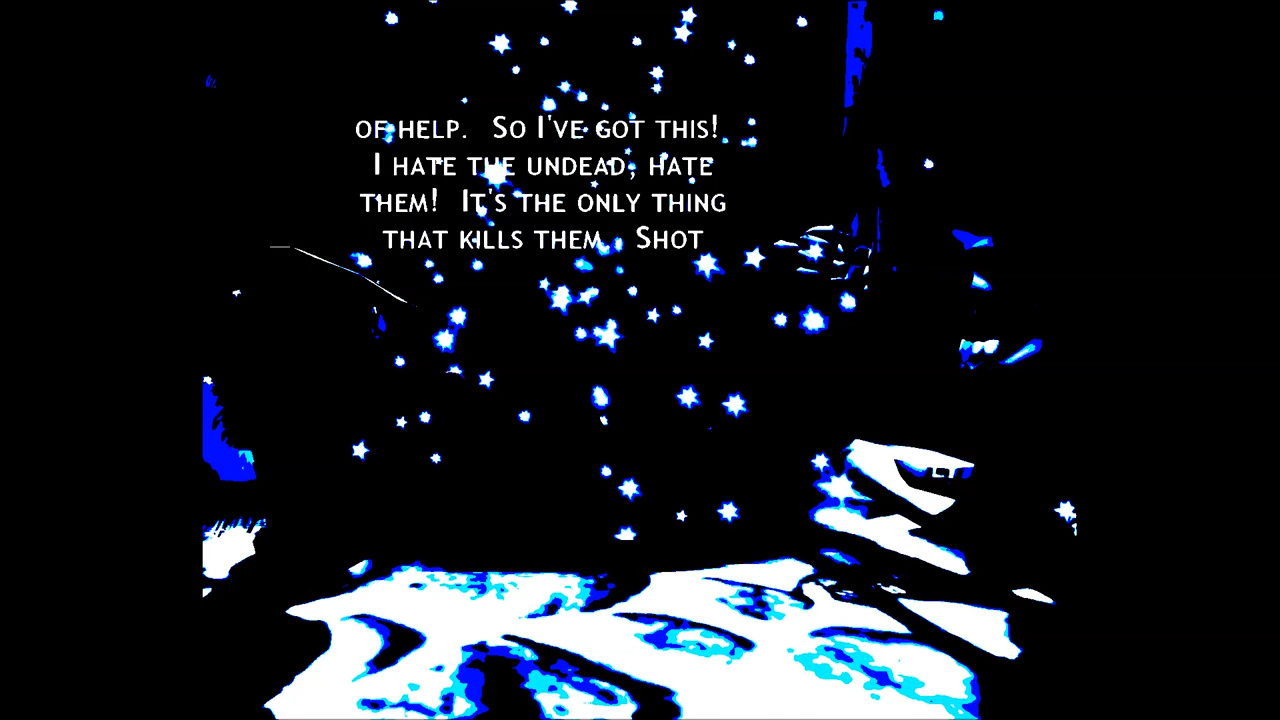 OF HELP. SO I'VE GOT THIS!
I HATE THE UNDEAD, HATE
THEM! IT'S THE ONLY THING
THAT KILLS THEM. SHOT